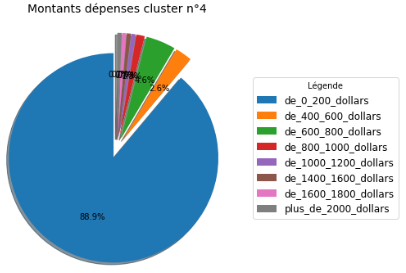 Montants dépenses cluster n°4
4.6%
2.6%
88.9%
Légende
de_0_200_dollars
de_400_600_dollars
de_600_800_dollars
de_800_1000_dollars
de_1000_1200_dollars
de_1400_1600_dollars
de_1600_1800_dollars
plus_de_2000_dollars